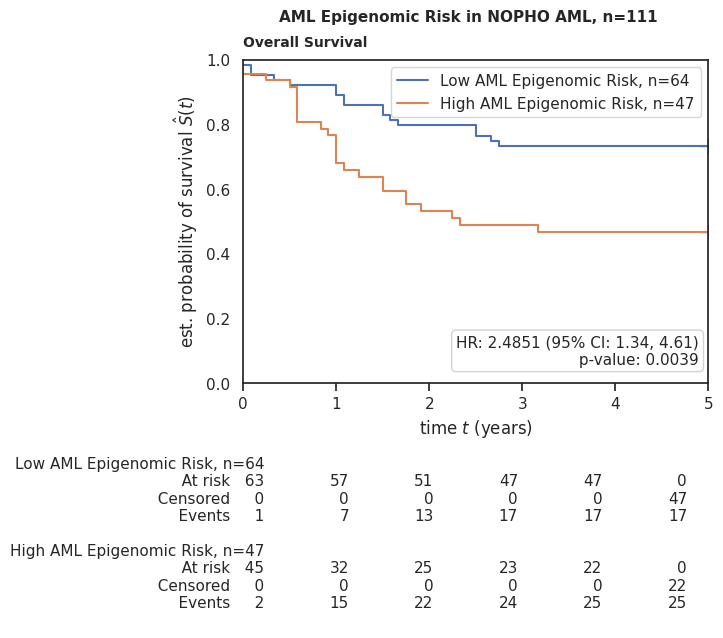 AML Epigenomic Risk in NOPHO AML, n=111
Overall Survival
Low AML Epigenomic Risk, n=64
High AML Epigenomic Risk, n=47
est. probability of survival Ŝ(t)
1.0
0.8
0.6
0.4
0.2
0.0
HR: 2.4851 (95% CI: 1.34, 4.61)
p-value: 0.0039
0 1 2 3 4 5
time t (years)
Low AML Epigenomic Risk, n=64
At risk 63 57 51 47 47 0
Censored 0 0 0 0 0 47
Events 1 7 13 17 17 17
High AML Epigenomic Risk, n=47
At risk 45 32 25 23 22 0
Censored 0 0 0 0 0 22
Events 2 15 22 24 25 25